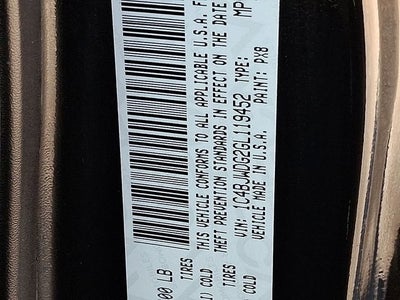 THIS VEHICLE CONFORMS TO ALL APPLICABLE U.S.A. F
THEFT PREVENTION STANDARDS IN EFFECT ON THE DATE
VIN: 1C4BJWDG2GL119452 TYPE: MP
VEHICLE MADE IN U.S.A. PAINT: PX8
00 LB
TIRES
COLD
TIRES
COLD